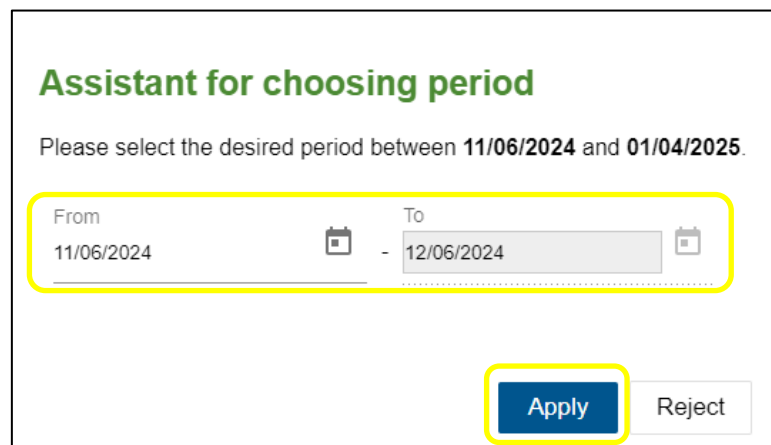 Assistant for choosing period
Please select the desired period between 11/06/2024 and 01/04/2025.
From To
11/06/2024 - 12/06/2024
Apply Reject